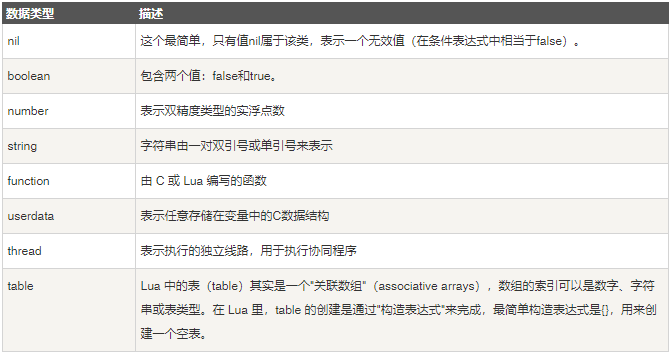 数据类型 描述
nil 这个最简单，只有值nil属于该类，表示一个无效值（在条件表达式中相当于false）。
boolean 包含两个值：false和true。
number 表示双精度类型的实浮点数
string 字符串由一对双引号或单引号来表示
function 由 C 或 Lua 编写的函数
userdata 表示任意存储在变量中的C数据结构
thread 表示执行的独立线路，用于执行协同程序
table Lua 中的表（table）其实是一个"关联数组"（associative arrays），数组的索引可以是数字、字符
串或表类型。在 Lua 里，table 的创建是通过"构造表达式"来完成，最简单构造表达式是{}，用来创
建一个空表。